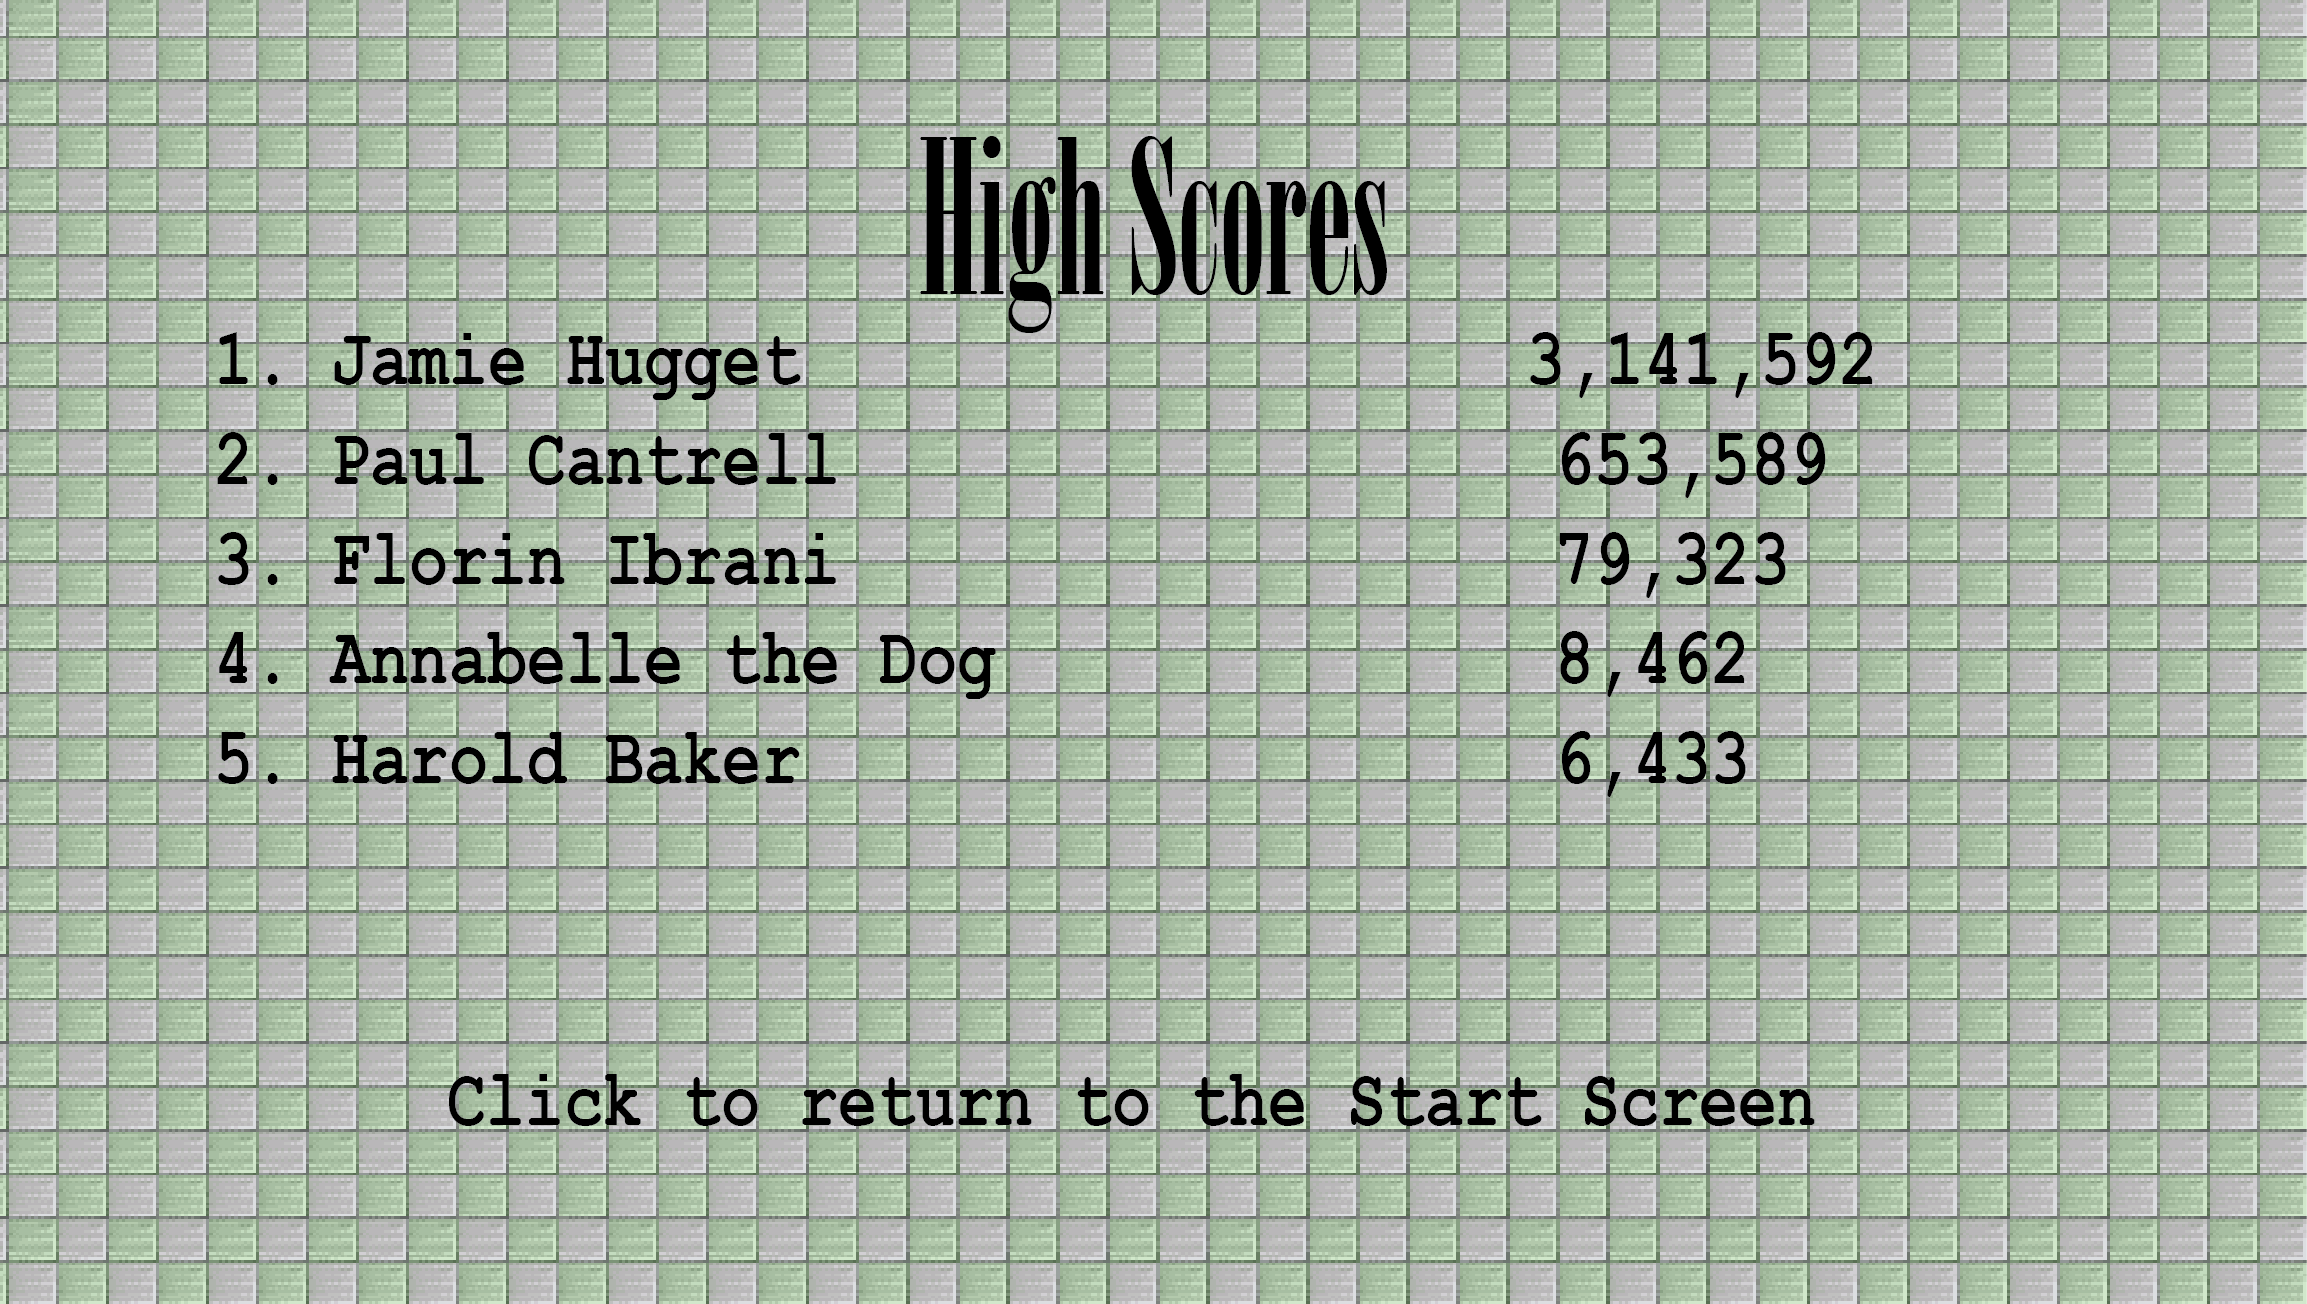 High Scores
1. Jamie Hugget 3,141,592
2. Paul Cantrell 653,589
3. Florin Ibrani 79,323
4. Annabelle the Dog 8,462
5. Harold Baker 6,433
Click to return to the Start Screen